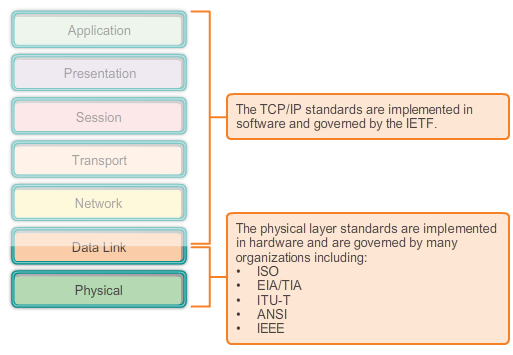 Application
Presentation
Session
Transport
Network
Data Link
Physical
The TCP/IP standards are implemented in
software and governed by the IETF.
The physical layer standards are implemented
in hardware and are governed by many
organizations including:
• ISO
• EIA/TIA
• ITU-T
• ANSI
• IEEE